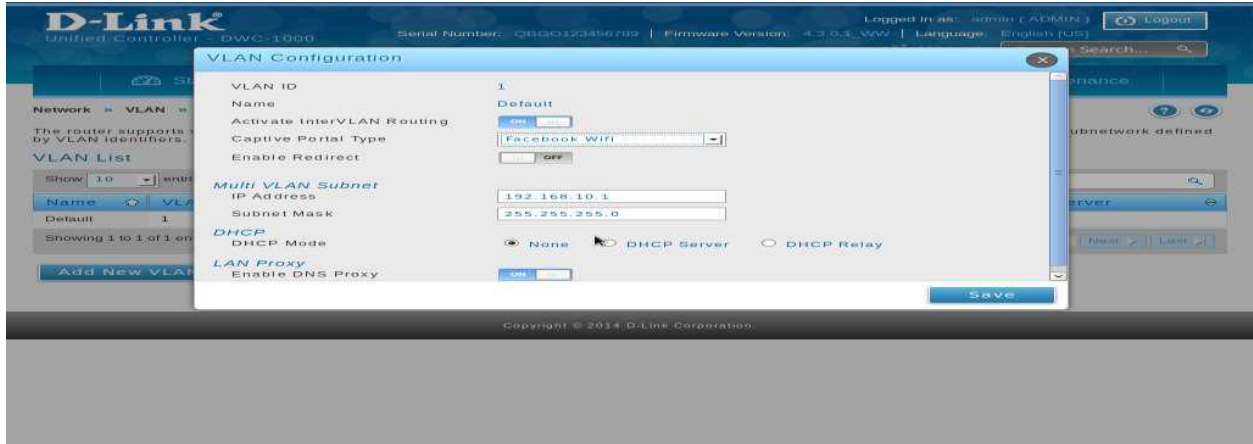 D-Link
Unified Controller - DWC-1000
Logged in as: admin ( ADMIN )
Logout
Serial Number: QBGO123456789 | Firmware Version: 4.3.0.1_WW | Language: English [US]
Search...
VLAN Configuration
VLAN ID 1
Name Default
Activate InterVLAN Routing ON
Captive Portal Type Facebook Wifi
Enable Redirect OFF
Multi VLAN Subnet
IP Address 192.168.10.1
Subnet Mask 255.255.255.0
DHCP
DHCP Mode None DHCP Server DHCP Relay
LAN Proxy
Enable DNS Proxy ON
Save
Network » VLAN »
The router supports
by VLAN identifiers.
ubnetwork defined
VLAN List
Show 10 entri
Name VLA
erver
Default 1
Showing 1 to 1 of 1 en
Next > Last >|
Add New VLAN
Copyright © 2014 D-Link Corporation.